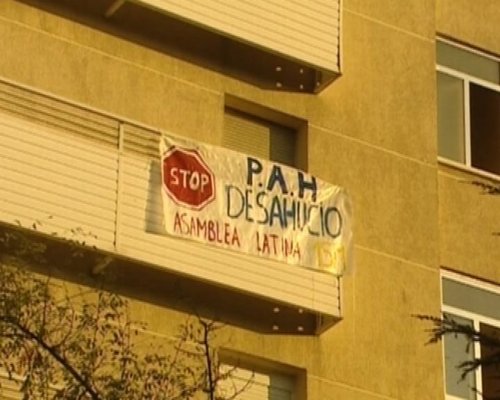 STOP
P.A.H
DESAHUCIO
ASAMBLEA LATINA